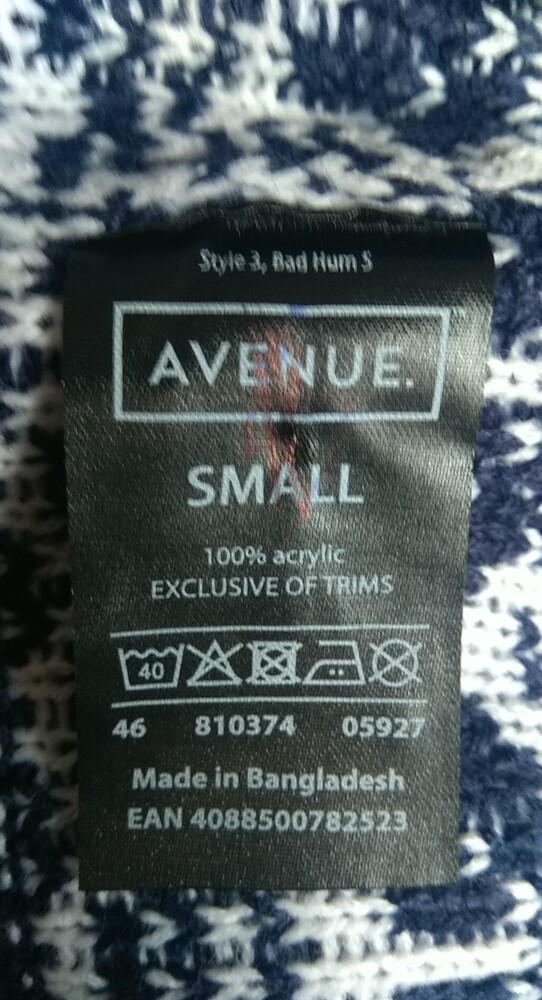 Style 3, Bad Hum S
AVENUE.
SMALL
100% acrylic
EXCLUSIVE OF TRIMS
40
46 810374 05927
Made in Bangladesh
EAN 4088500782523